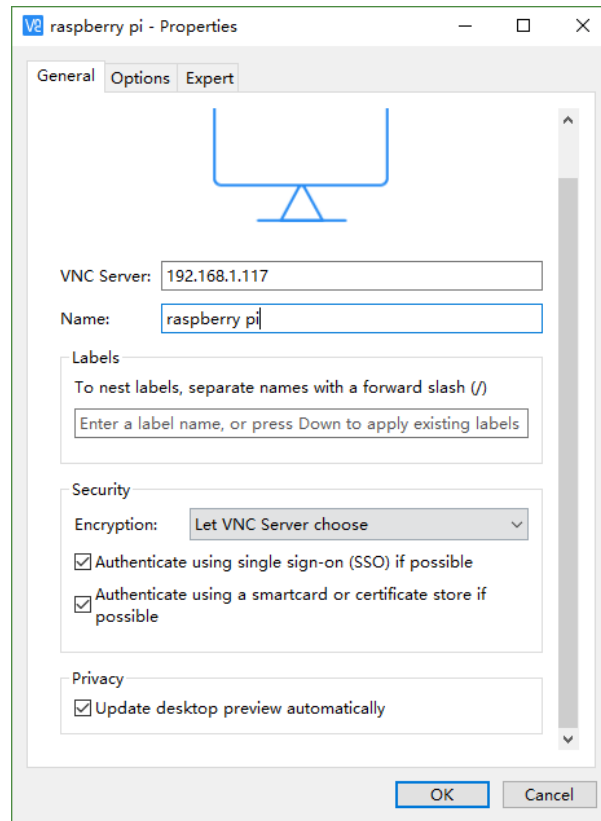 V2 raspberry pi - Properties
General Options Expert
VNC Server: 192.168.1.117
Name: raspberry pi
Labels
To nest labels, separate names with a forward slash (/)
Enter a label name, or press Down to apply existing labels
Security
Encryption: Let VNC Server choose
Authenticate using single sign-on (SSO) if possible
Authenticate using a smartcard or certificate store if
possible
Privacy
Update desktop preview automatically
OK Cancel